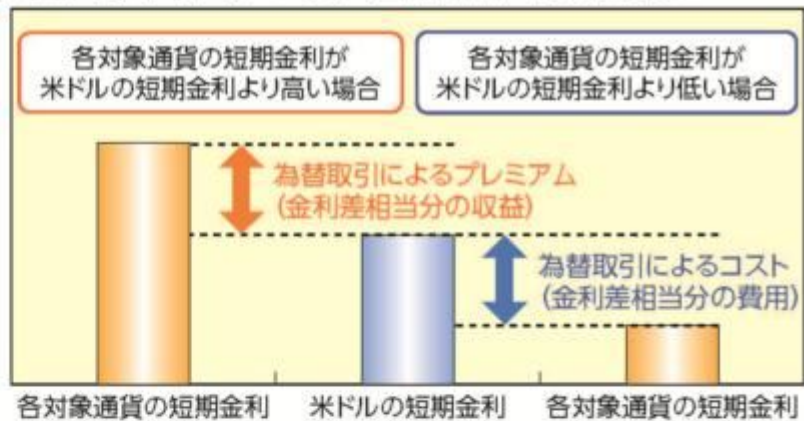 各対象通貨の短期金利が
米ドルの短期金利より高い場合
各対象通貨の短期金利が
米ドルの短期金利より低い場合
為替取引によるプレミアム
(金利差相当分の収益)
為替取引によるコスト
(金利差相当分の費用)
各対象通貨の短期金利
米ドルの短期金利
各対象通貨の短期金利